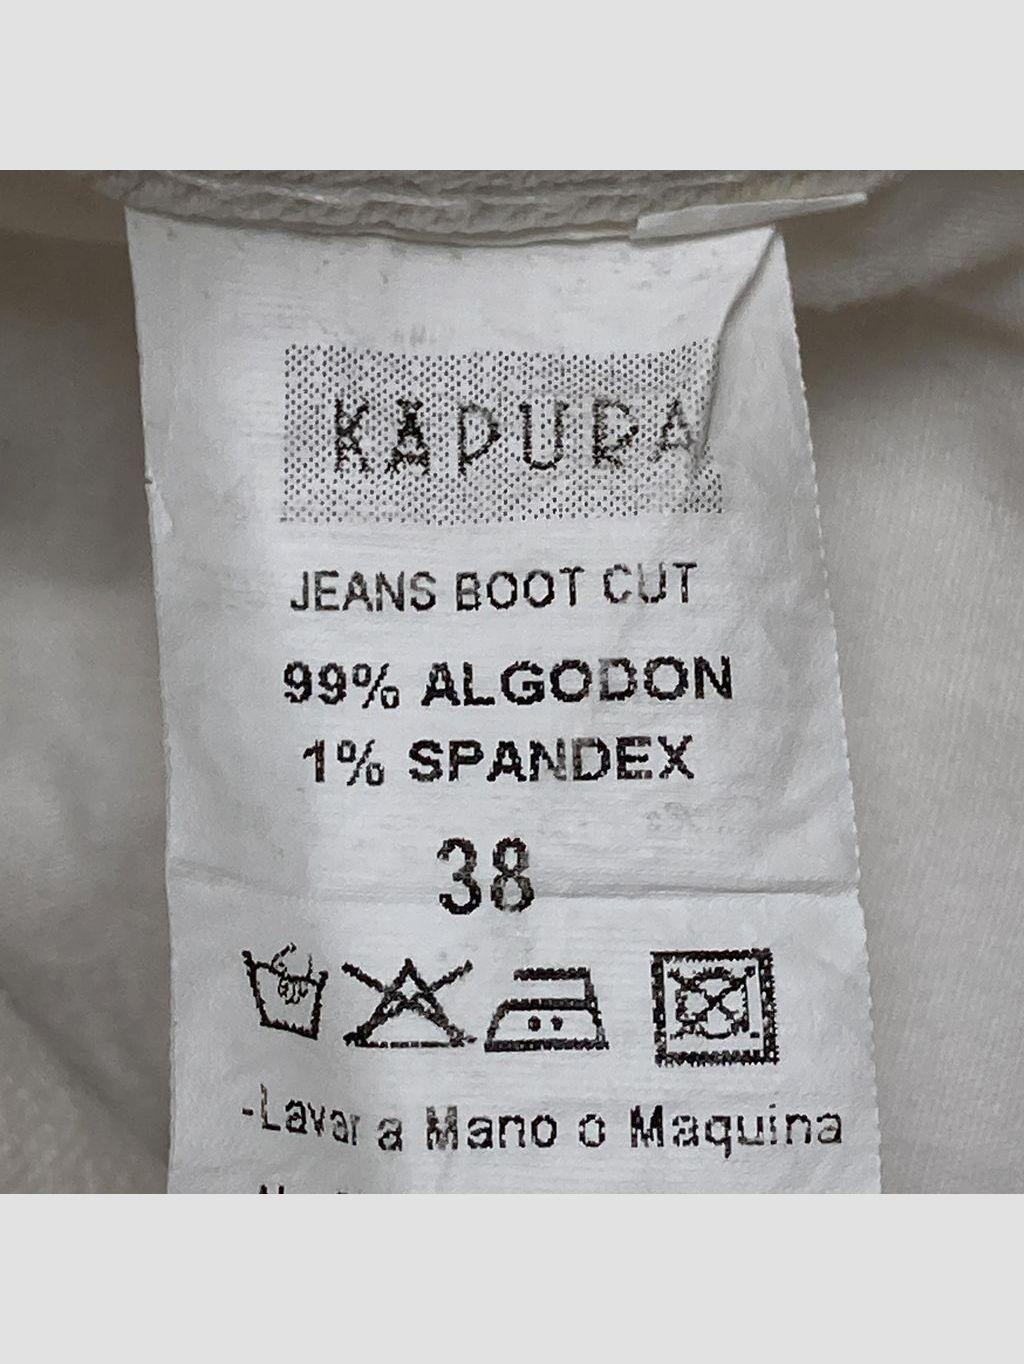 KAPURA
JEANS BOOT CUT
99% ALGODON
1% SPANDEX
38
-Lavar a Mano o Maquina